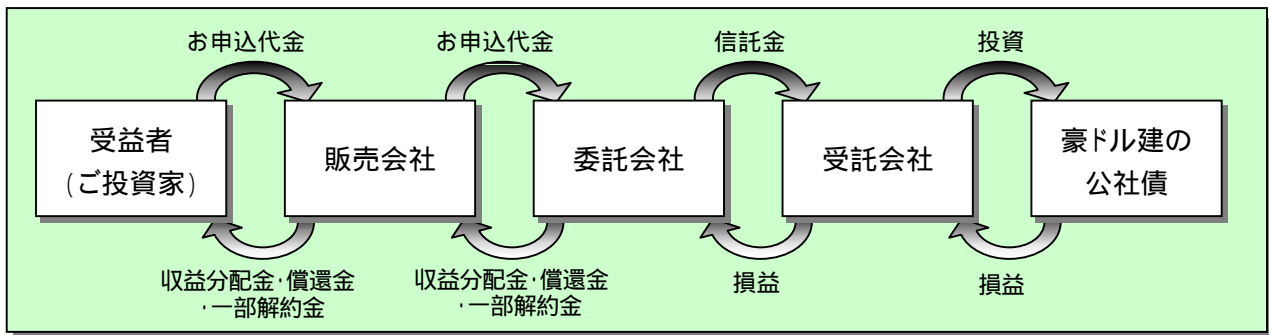 お申込代金
お申込代金
信託金
投資
受益者
(ご投資家)
販売会社
委託会社
受託会社
豪ドル建の
公社債
収益分配金・償還金
・一部解約金
収益分配金・償還金
・一部解約金
損益
損益